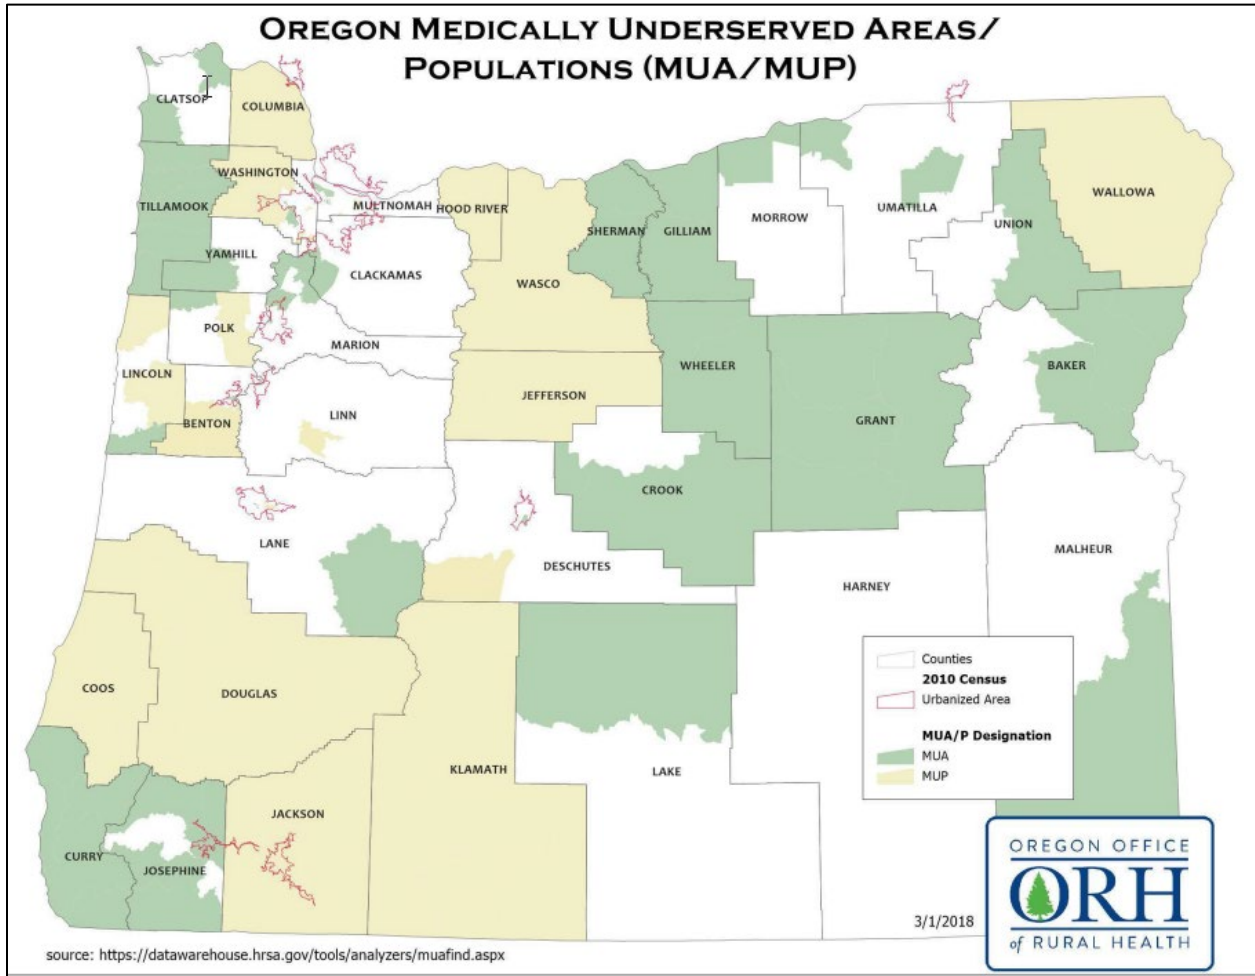 OREGON MEDICALLY UNDERSERVED AREAS/
POPULATIONS (MUA/MUP)
CLATSOP
COLUMBIA
WASHINGTON
TILLAMOOK
MULTNOMAH
HOOD RIVER
SHERMAN
GILLIAM
MORROW
UMATILLA
UNION
WALLOWA
YAMHILL
CLACKAMAS
WASCO
POLK
MARION
LINCOLN
BENTON
LINN
JEFFERSON
WHEELER
GRANT
BAKER
CROOK
LANE
DESCHUTES
HARNEY
MALHEUR
COOS
DOUGLAS
KLAMATH
LAKE
CURRY
JOSEPHINE
JACKSON
Counties
2010 Census
Urbanized Area
MUA/P Designation
MUA
MUP
3/1/2018
OREGON OFFICE
ORH
of RURAL HEALTH
source: https://datawarehouse.hrsa.gov/tools/analyzers/muafind.aspx